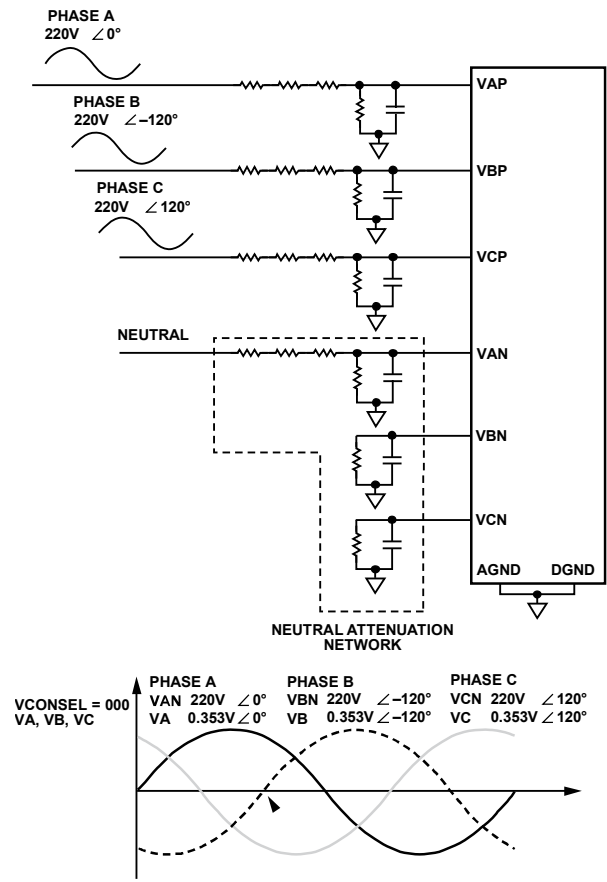 PHASE A
220V ∠0°
PHASE B
220V ∠–120°
PHASE C
220V ∠120°
NEUTRAL
VAP
VBP
VCP
VAN
VBN
VCN
AGND DGND
NEUTRAL ATTENUATION
NETWORK
VCONSEL = 000
VA, VB, VC
PHASE A
VAN 220V ∠0°
VA 0.353V∠0°
PHASE B
VBN 220V ∠–120°
VB 0.353V∠–120°
PHASE C
VCN 220V ∠120°
VC 0.353V∠120°